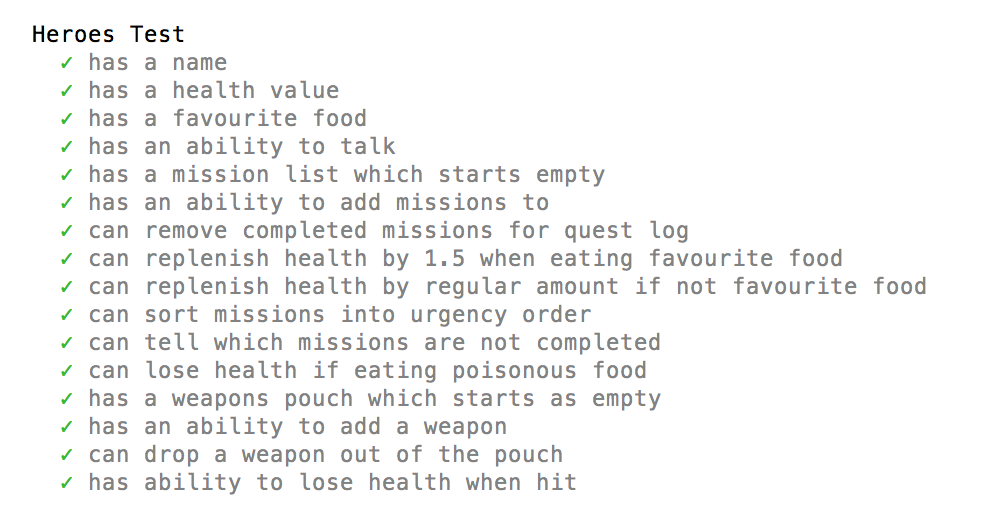 Heroes Test
✓ has a name
✓ has a health value
✓ has a favourite food
✓ has an ability to talk
✓ has a mission list which starts empty
✓ has an ability to add missions to
✓ can remove completed missions for quest log
✓ can replenish health by 1.5 when eating favourite food
✓ can replenish health by regular amount if not favourite food
✓ can sort missions into urgency order
✓ can tell which missions are not completed
✓ can lose health if eating poisonous food
✓ has a weapons pouch which starts as empty
✓ has an ability to add a weapon
✓ can drop a weapon out of the pouch
✓ has ability to lose health when hit